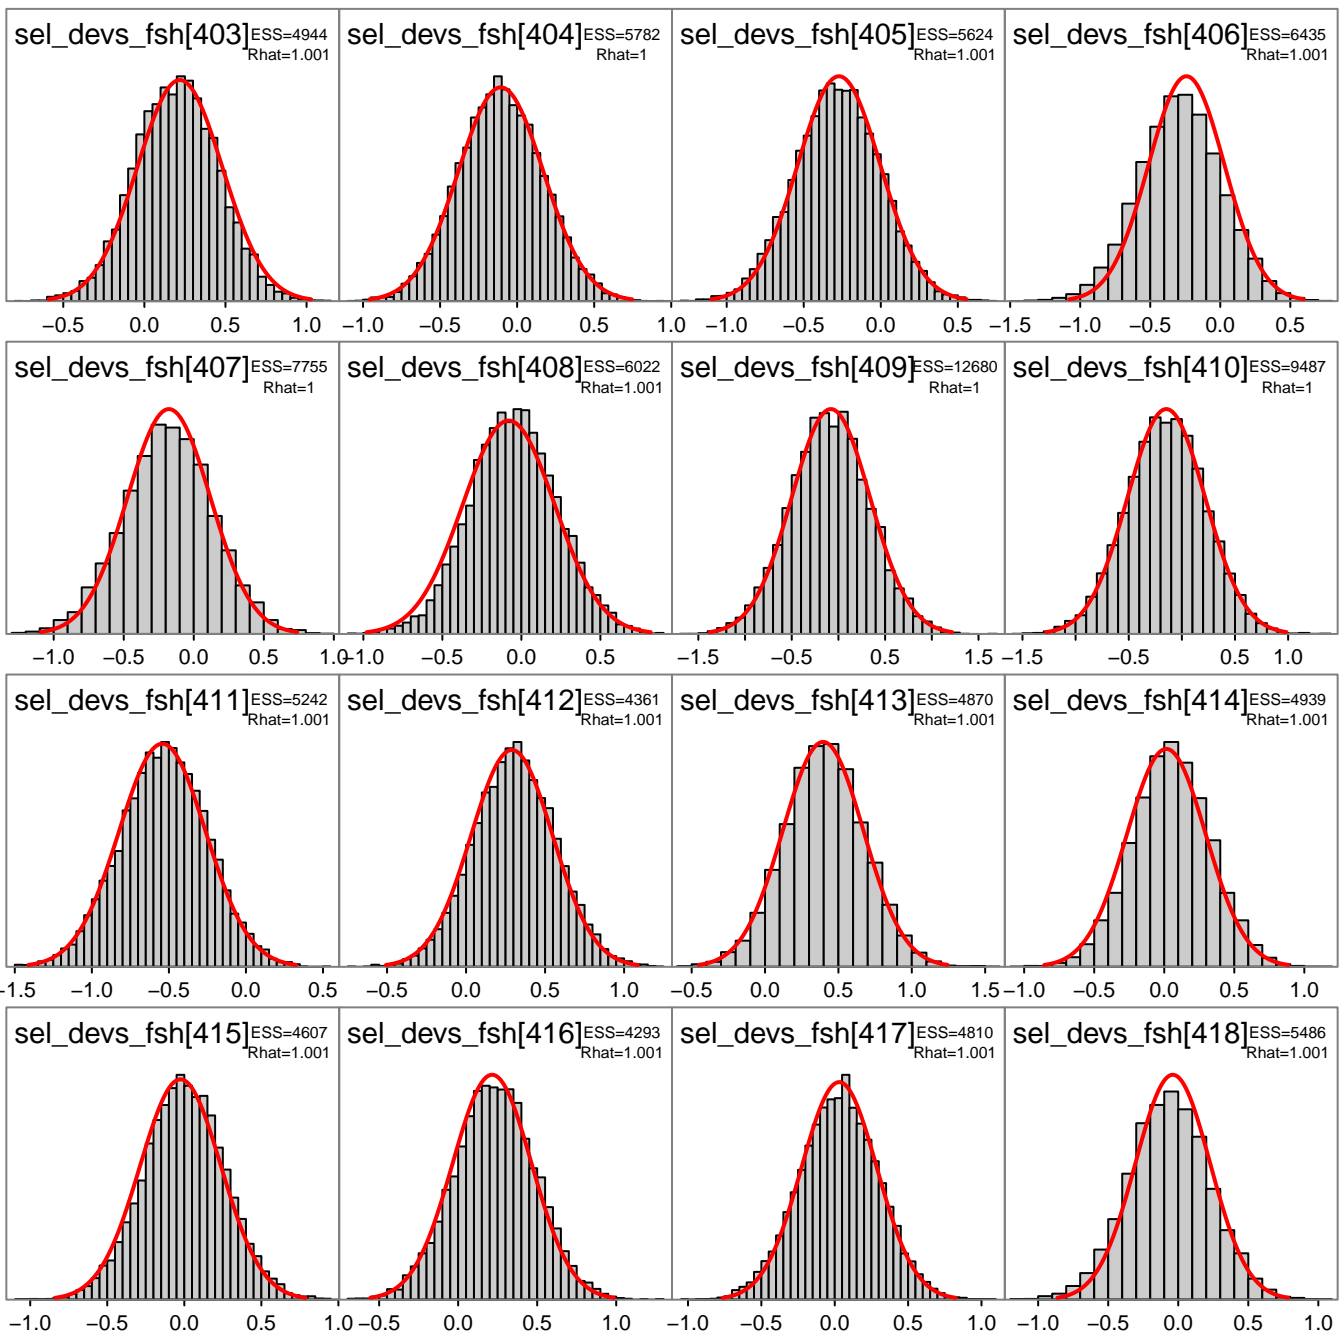 sel_devs_fsh[403] ESS=4944
Rhat=1.001
sel_devs_fsh[404] ESS=5782
Rhat=1
sel_devs_fsh[405] ESS=5624
Rhat=1.001
sel_devs_fsh[406] ESS=6435
Rhat=1.001
−0.5 0.0 0.5 1.0
−1.0 −0.5 0.0 0.5 1.0
−1.0 −0.5 0.0 0.5
−1.5 −1.0 −0.5 0.0 0.5
sel_devs_fsh[407] ESS=7755
Rhat=1
sel_devs_fsh[408] ESS=6022
Rhat=1.001
sel_devs_fsh[409] ESS=12680
Rhat=1
sel_devs_fsh[410] ESS=9487
Rhat=1
−1.0 −0.5 0.0 0.5 1.0
−1.0 −0.5 0.0 0.5
−1.5 −0.5 0.5 1.5
−1.5 −0.5 0.5 1.0
sel_devs_fsh[411] ESS=5242
Rhat=1.001
sel_devs_fsh[412] ESS=4361
Rhat=1.001
sel_devs_fsh[413] ESS=4870
Rhat=1.001
sel_devs_fsh[414] ESS=4939
Rhat=1.001
−1.5 −1.0 −0.5 0.0 0.5
−0.5 0.0 0.5 1.0
−0.5 0.0 0.5 1.0 1.5
−1.0 −0.5 0.0 0.5 1.0
sel_devs_fsh[415] ESS=4607
Rhat=1.001
sel_devs_fsh[416] ESS=4293
Rhat=1.001
sel_devs_fsh[417] ESS=4810
Rhat=1.001
sel_devs_fsh[418] ESS=5486
Rhat=1.001
−1.0 −0.5 0.0 0.5 1.0
−0.5 0.0 0.5 1.0
−1.0 −0.5 0.0 0.5 1.0
−1.0 −0.5 0.0 0.5 1.0